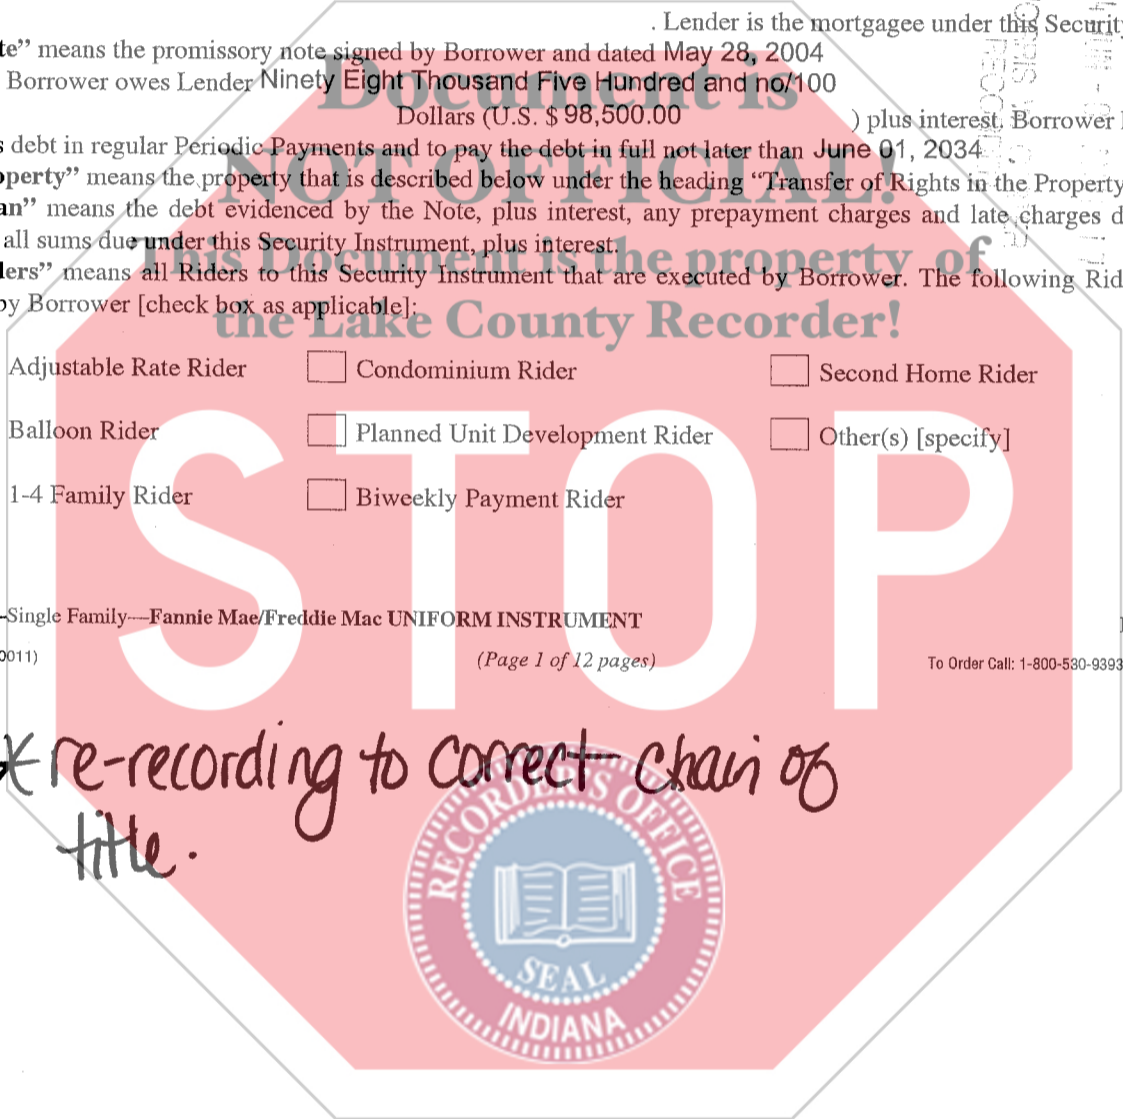 . Lender is the mortgagee under this Security
te” means the promissory note signed by Borrower and dated May 28, 2004
Borrower owes Lender Ninety Eight Thousand Five Hundred and no/100
Dollars (U.S. $ 98,500.00 ) plus interest. Borrower
s debt in regular Periodic Payments and to pay the debt in full not later than June 01, 2034
operty” means the property that is described below under the heading “Transfer of Rights in the Property
an” means the debt evidenced by the Note, plus interest, any prepayment charges and late charges d
all sums due under this Security Instrument, plus interest.
lers” means all Riders to this Security Instrument that are executed by Borrower. The following Rid
by Borrower [check box as applicable]:
Document is
NOT OFFICIAL!
This Document is the property of
the Lake County Recorder!
Adjustable Rate Rider Condominium Rider Second Home Rider
Balloon Rider Planned Unit Development Rider Other(s) [specify]
1-4 Family Rider Biweekly Payment Rider
STOP
-Single Family—Fannie Mae/Freddie Mac UNIFORM INSTRUMENT
0011) (Page 1 of 12 pages) To Order Call: 1-800-530-9393
* re-recording to correct chain of
title.
RECORDER'S OFFICE
SEAL
INDIANA